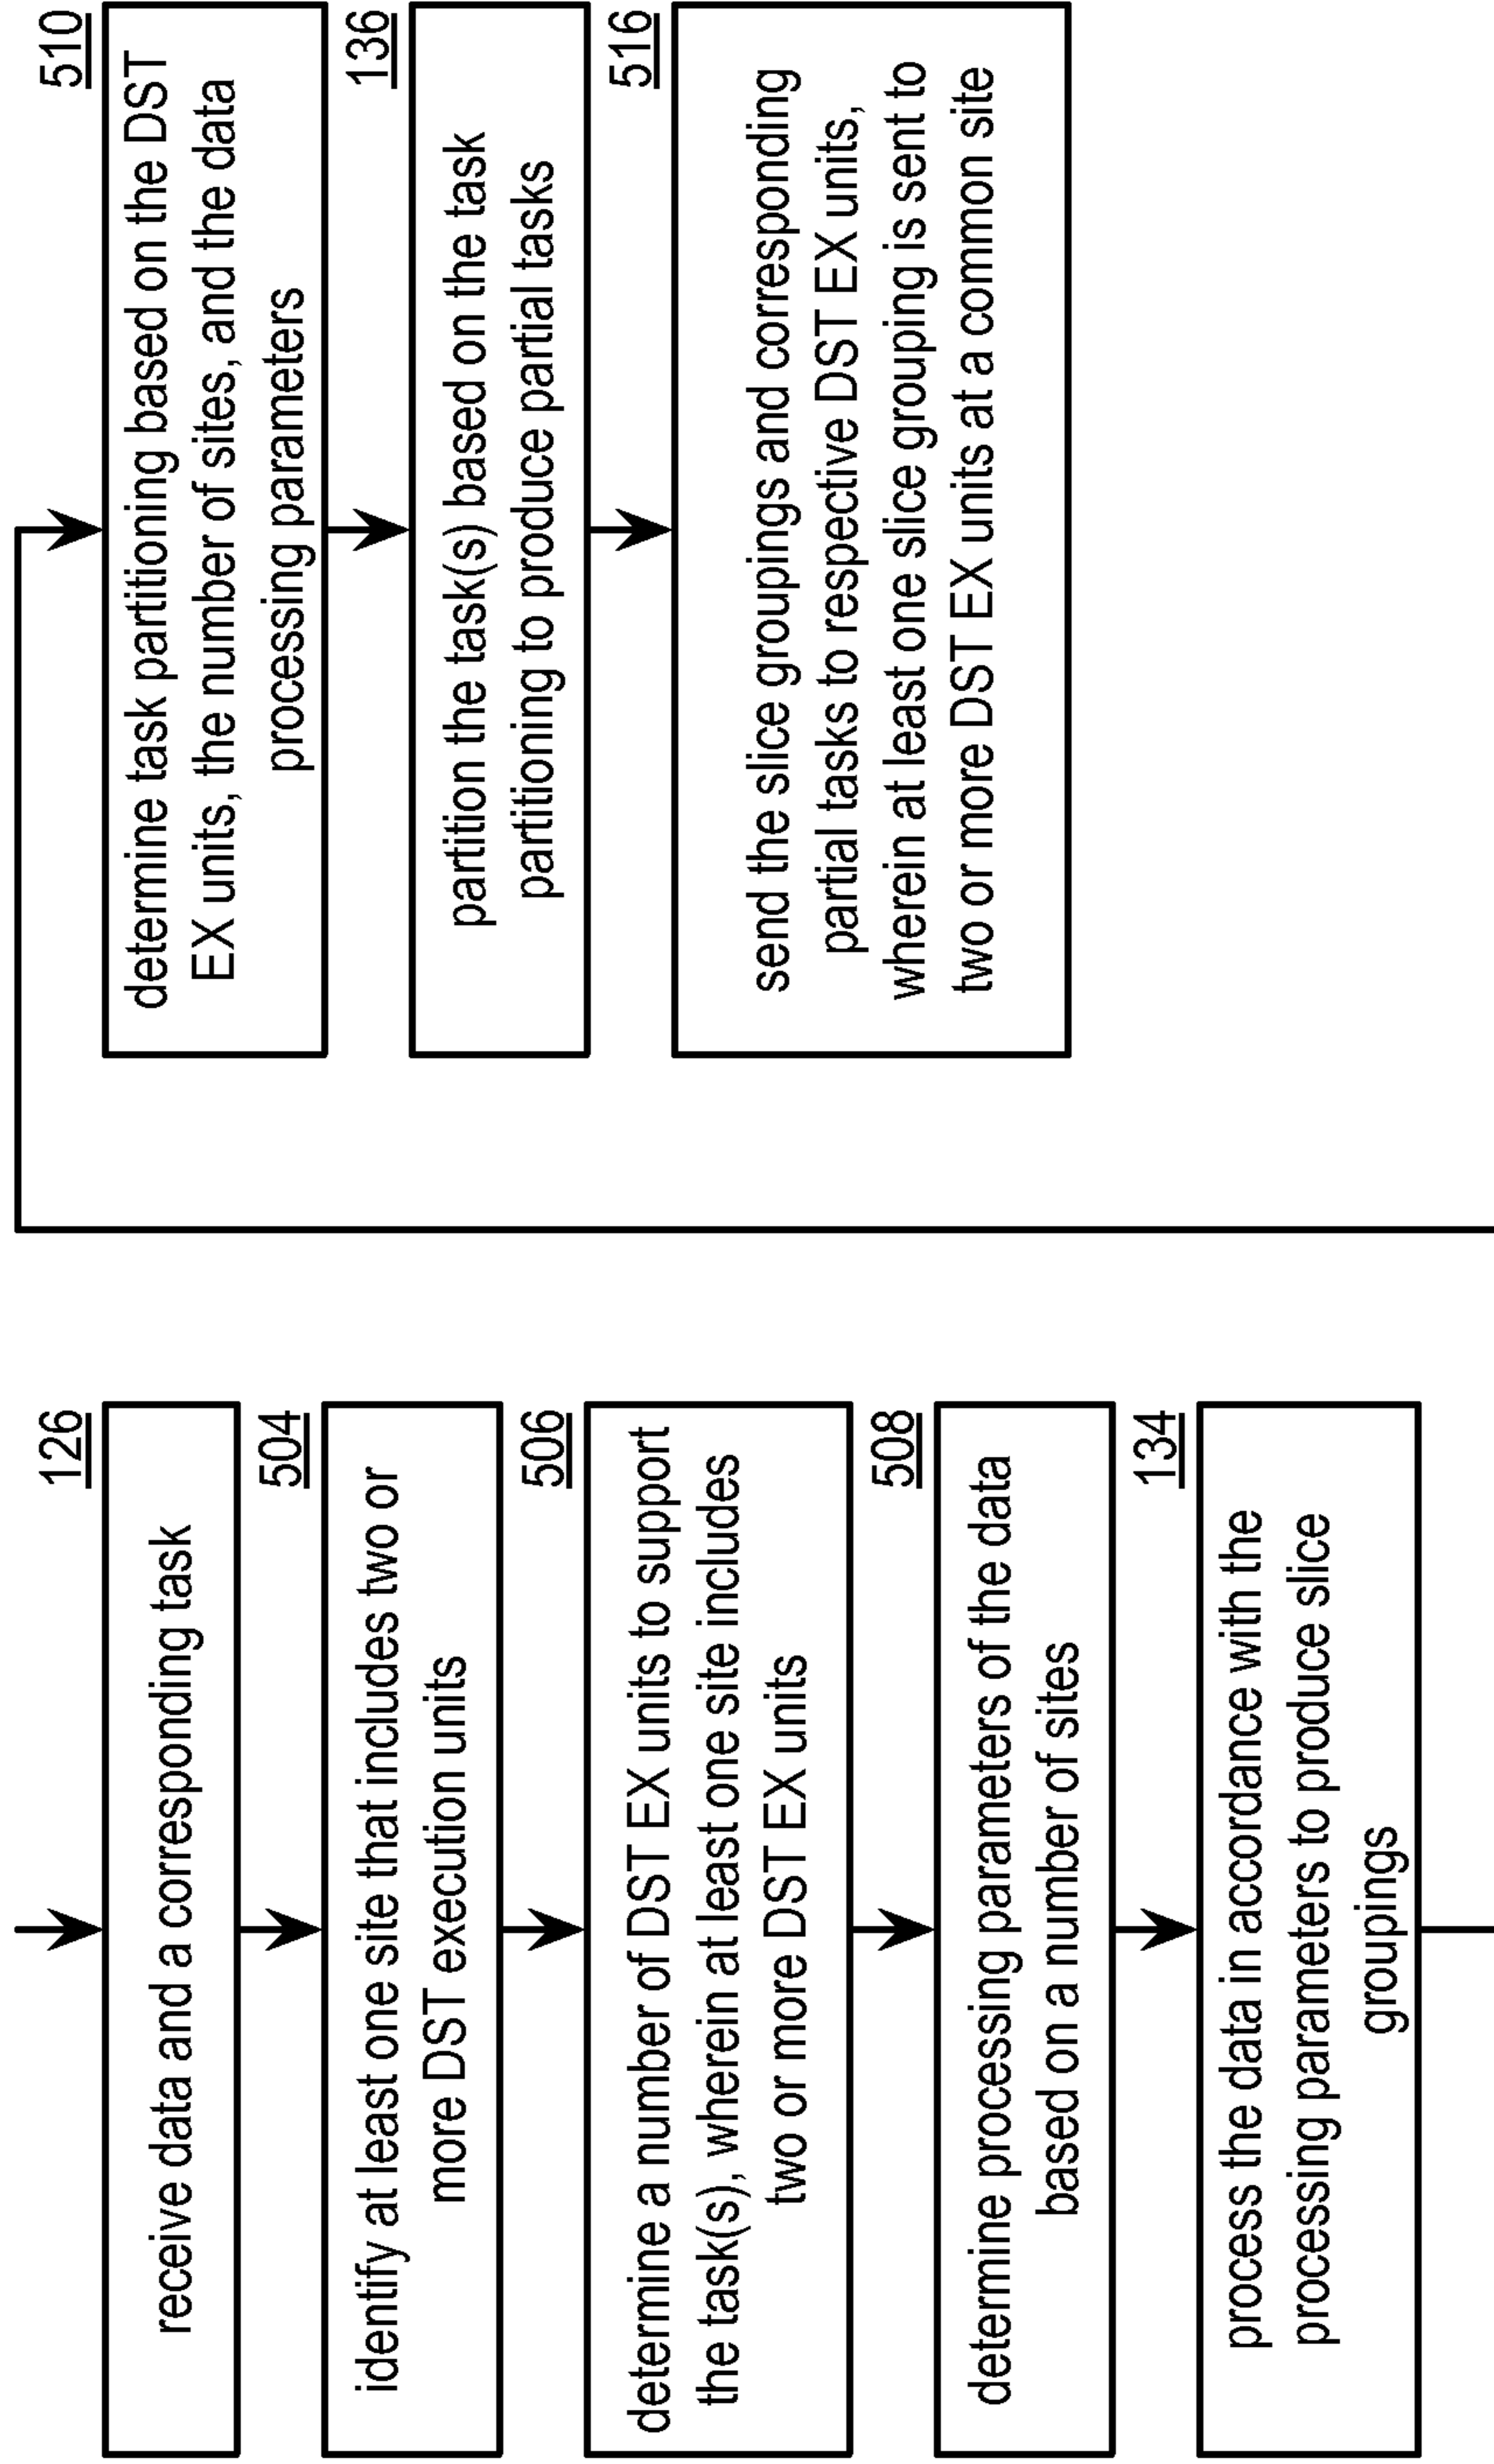 126
receive data and a corresponding task
504
identify at least one site that includes two or
more DST execution units
506
determine a number of DST EX units to support
the task(s), wherein at least one site includes
two or more DST EX units
508
determine processing parameters of the data
based on a number of sites
134
process the data in accordance with the
processing parameters to produce slice
groupings
510
determine task partitioning based on the DST
EX units, the number of sites, and the data
processing parameters
136
partition the task(s) based on the task
partitioning to produce partial tasks
516
send the slice groupings and corresponding
partial tasks to respective DST EX units,
wherein at least one slice grouping is sent to
two or more DST EX units at a common site